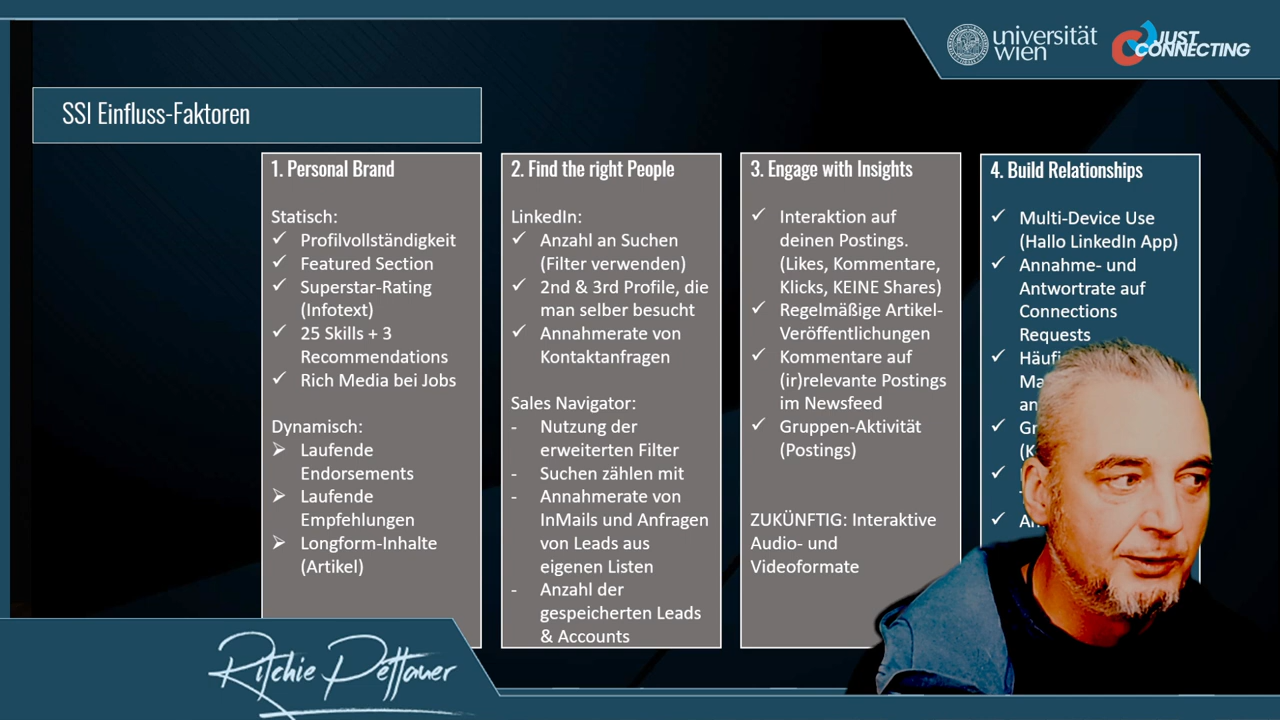 universität
wien
JUST
CONNECTING
SSI Einfluss-Faktoren
1. Personal Brand
Statisch:
✓ Profilvollständigkeit
✓ Featured Section
✓ Superstar-Rating
(Infotext)
✓ 25 Skills + 3
Recommendations
✓ Rich Media bei Jobs
Dynamisch:
➢ Laufende
Endorsements
➢ Laufende
Empfehlungen
➢ Longform-Inhalte
(Artikel)
2. Find the right People
LinkedIn:
✓ Anzahl an Suchen
(Filter verwenden)
✓ 2nd & 3rd Profile, die
man selber besucht
✓ Annahmerate von
Kontaktanfragen
Sales Navigator:
- Nutzung der
erweiterten Filter
- Suchen zählen mit
- Annahmerate von
InMails und Anfragen
von Leads aus
eigenen Listen
- Anzahl der
gespeicherten Leads
& Accounts
3. Engage with Insights
✓ Interaktion auf
deinen Postings.
(Likes, Kommentare,
Klicks, KEINE Shares)
✓ Regelmäßige Artikel-
Veröffentlichungen
✓ Kommentare auf
(ir)relevante Postings
im Newsfeed
✓ Gruppen-Aktivität
(Postings)
ZUKÜNFTIG: Interaktive
Audio- und
Videoformate
4. Build Relationships
✓ Multi-Device Use
(Hallo LinkedIn App)
✓ Annahme- und
Antwortrate auf
Connections
Requests
Ritchie Pettauer